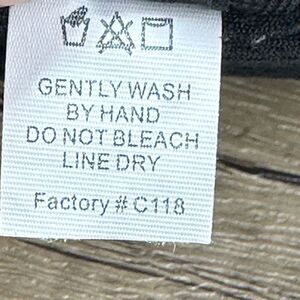 GENTLY WASH
BY HAND
DO NOT BLEACH
LINE DRY
Factory # C118